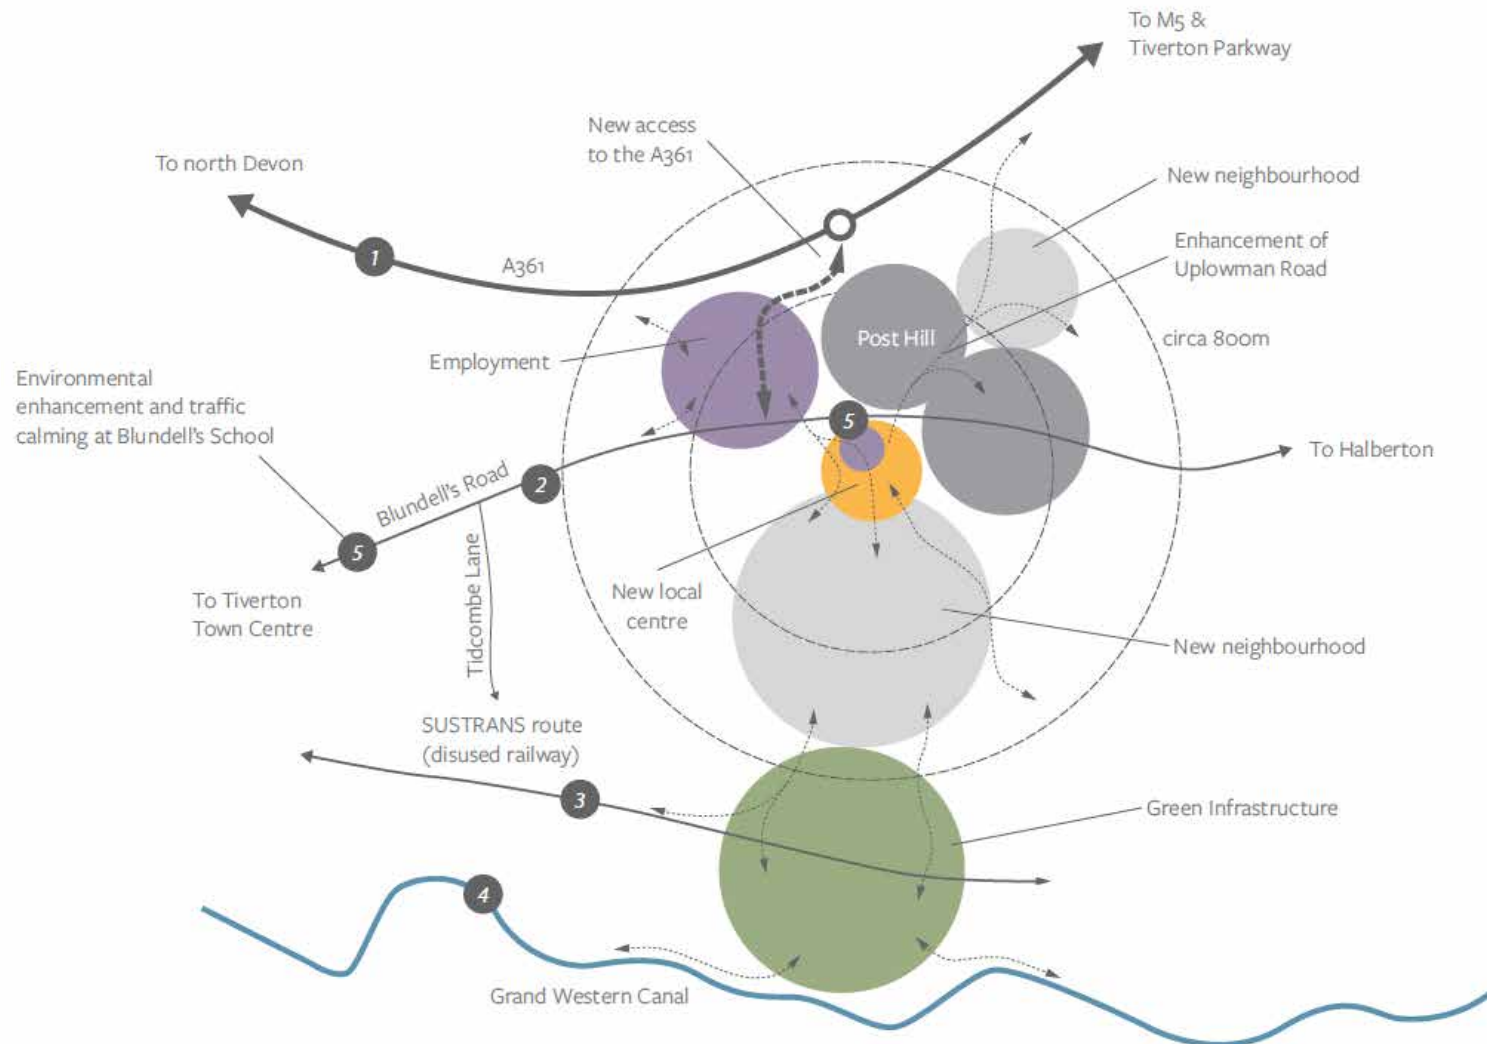 To M5 &
Tiverton Parkway
New access
to the A361
To north Devon
New neighbourhood
1
A361
Enhancement of
Uplowman Road
Post Hill
circa 800m
Employment
Environmental
enhancement and traffic
calming at Blundell's School
5
To Halberton
Blundell's Road
2
5
Tidcombe Lane
New local
centre
To Tiverton
Town Centre
New neighbourhood
SUSTRANS route
(disused railway)
3
Green Infrastructure
4
Grand Western Canal